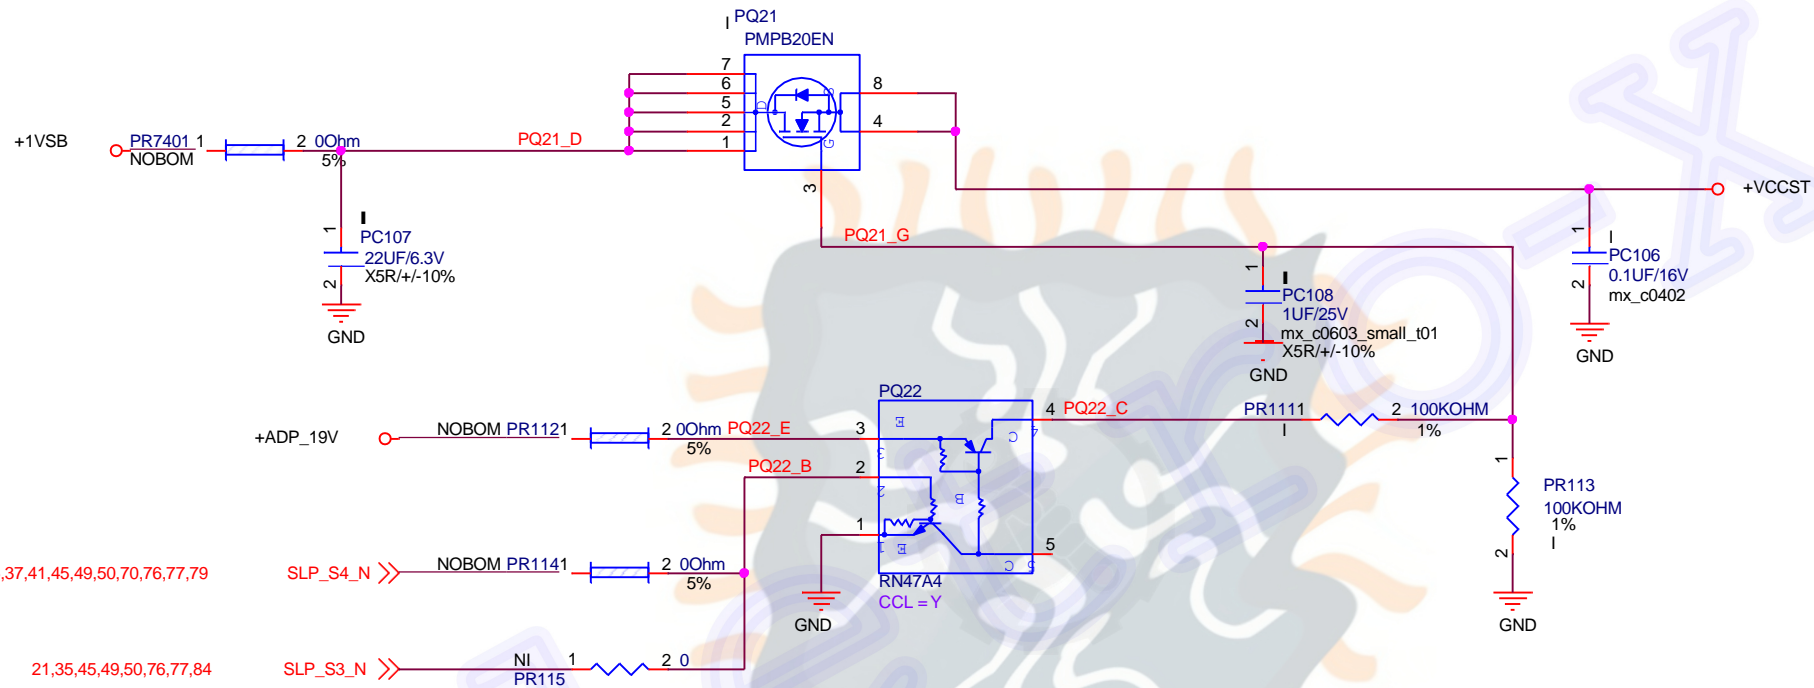 I PQ21
PMPB20EN
7
6
5
2
1
8
4
3
D
S
G
+1VSB
PR7401 1
NOBOM
2 0Ohm
5%
PQ21_D
+VCCST
I
PC107
22UF/6.3V
X5R/+/-10%
1
2
GND
PQ21_G
I
PC108
1UF/25V
mx_c0603_small_t01
X5R/+/-10%
1
2
GND
I
PC106
0.1UF/16V
mx_c0402
1
2
GND
PQ22
4 PQ22_C
PR1111
I
2 100KOHM
1%
+ADP_19V
NOBOM PR1121
2 0Ohm PQ22_E
5%
3
PQ22_B
2
1
5
E
3
C
4
2
B
1
E
C
5
RN47A4
CCL = Y
GND
1
PR113
100KOHM
1%
I
2
GND
,37,41,45,49,50,70,76,77,79
SLP_S4_N
NOBOM PR1141
2 0Ohm
5%
21,35,45,49,50,76,77,84
SLP_S3_N
NI
PR115
1
2 0